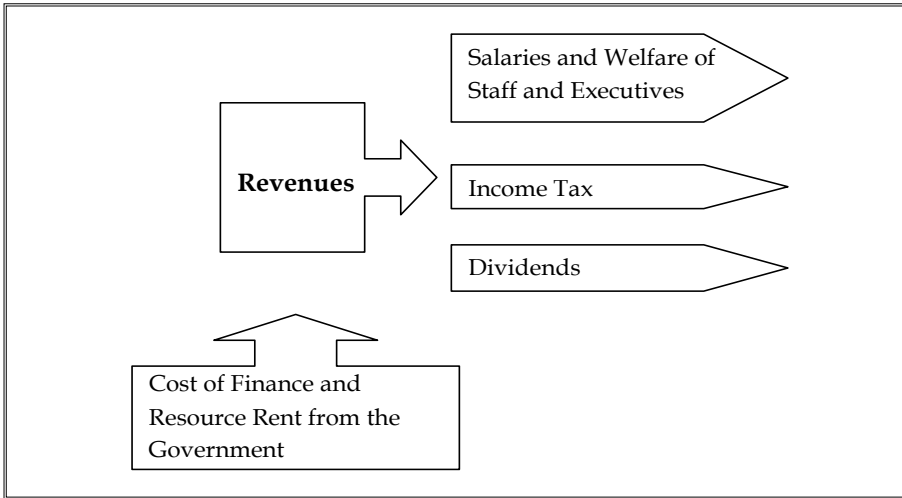 Salaries and Welfare of
Staff and Executives
Revenues
Income Tax
Dividends
Cost of Finance and
Resource Rent from the
Government